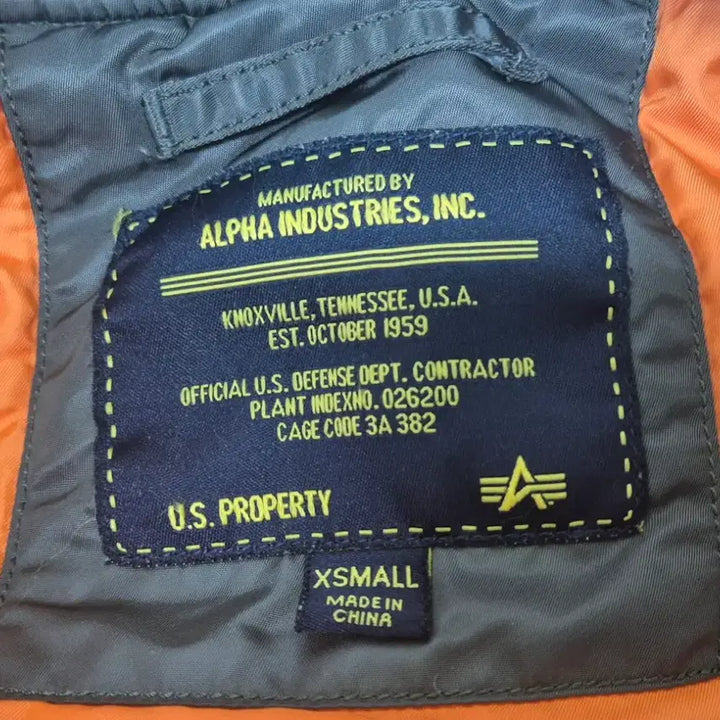 MANUFACTURED BY
ALPHA INDUSTRIES, INC.
KNOXVILLE, TENNESSEE, U.S.A.
EST. OCTOBER 1959
OFFICIAL U.S. DEFENSE DEPT. CONTRACTOR
PLANT INDEXNO. 026200
CAGE CODE 3A 382
U.S. PROPERTY
XSMALL
MADE IN
CHINA